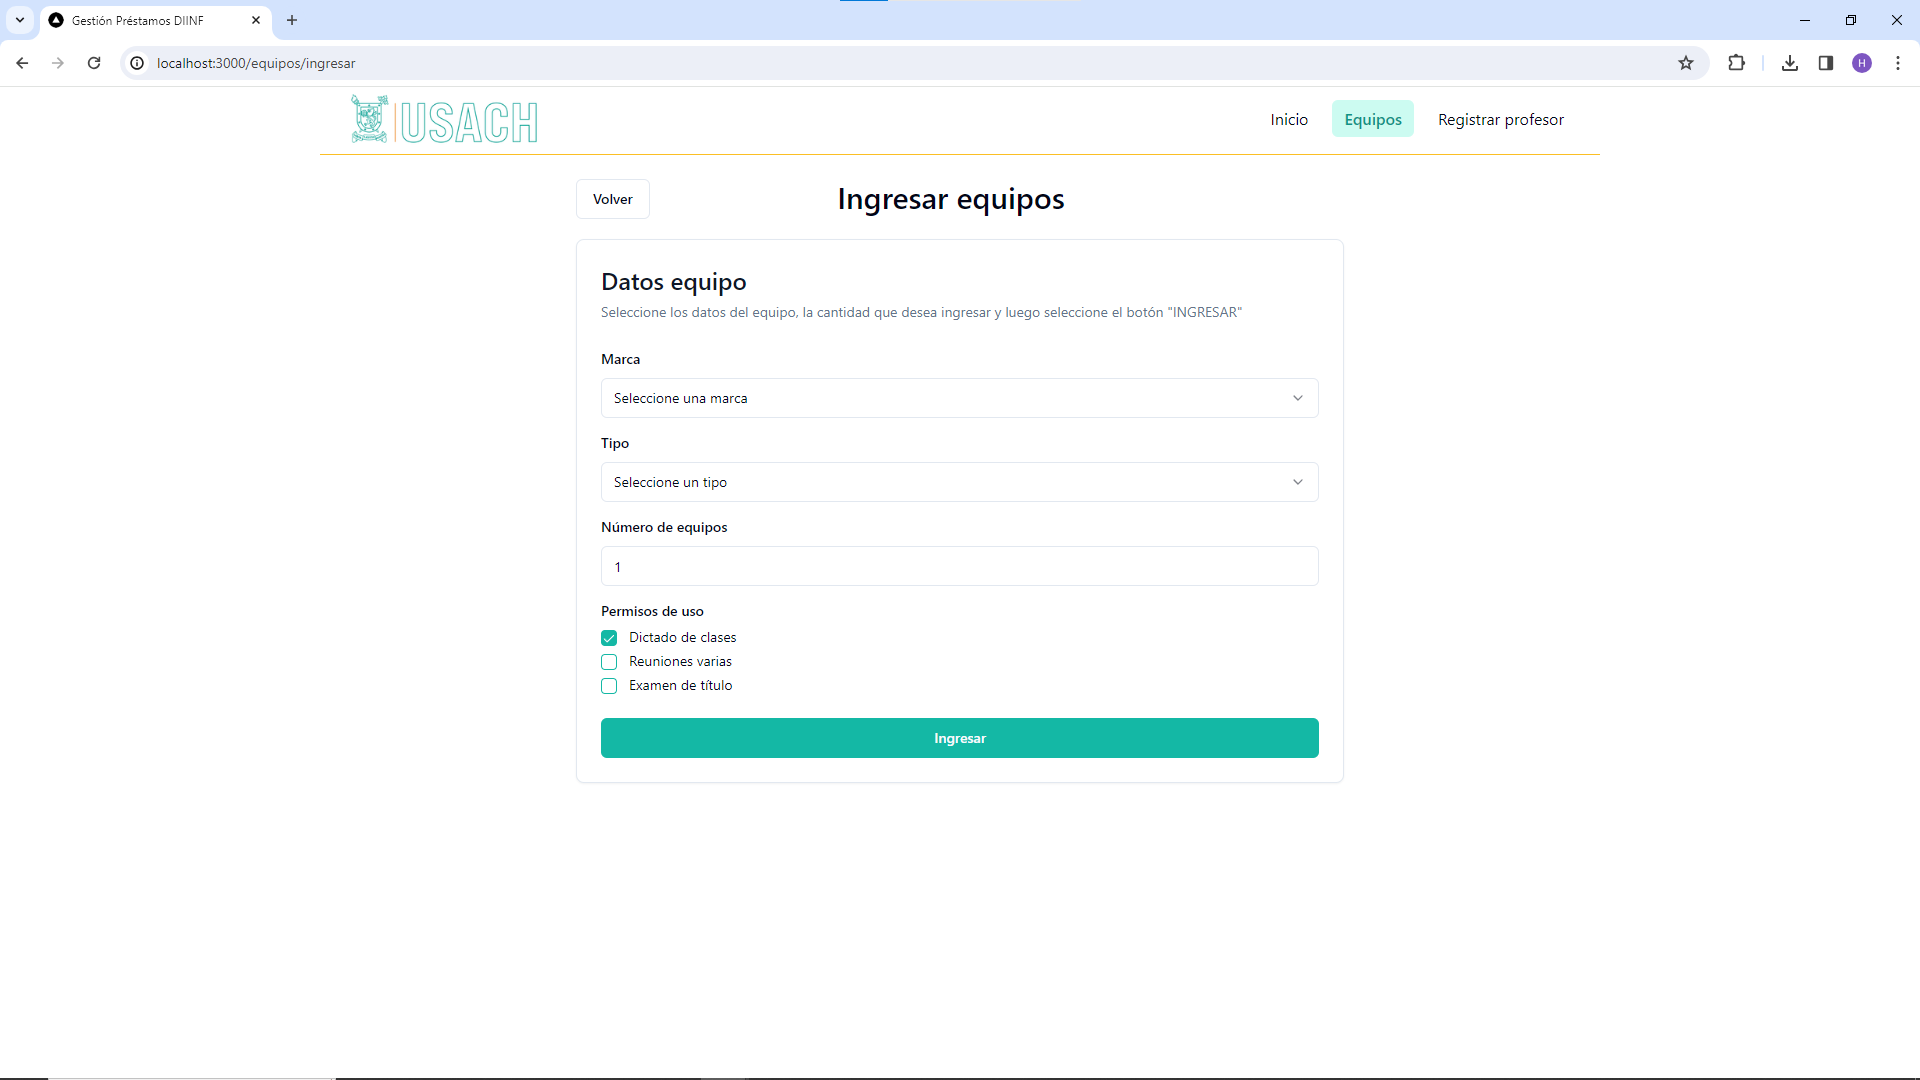 Gestión Préstamos DIINF
localhost:3000/equipos/ingresar
H
USACH
Inicio
Equipos
Registrar profesor
Volver
Ingresar equipos
Datos equipo
Seleccione los datos del equipo, la cantidad que desea ingresar y luego seleccione el botón "INGRESAR"
Marca
Seleccione una marca
Tipo
Seleccione un tipo
Número de equipos
1
Permisos de uso
Dictado de clases
Reuniones varias
Examen de título
Ingresar